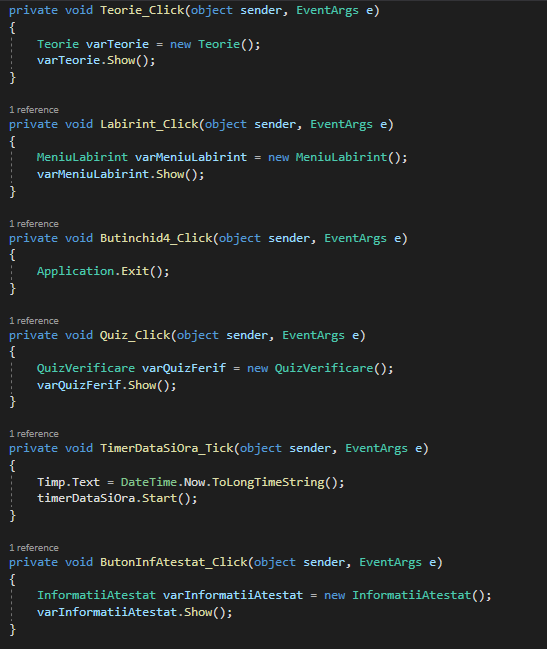 private void Teorie_Click(object sender, EventArgs e)
{
Teorie varTeorie = new Teorie();
varTeorie.Show();
}
1 reference
private void Labirint_Click(object sender, EventArgs e)
{
MeniuLabirint varMeniuLabirint = new MeniuLabirint();
varMeniuLabirint.Show();
}
1 reference
private void Butinchid4_Click(object sender, EventArgs e)
{
Application.Exit();
}
1 reference
private void Quiz_Click(object sender, EventArgs e)
{
QuizVerificare varQuizFerif = new QuizVerificare();
varQuizFerif.Show();
}
1 reference
private void TimerDataSiOra_Tick(object sender, EventArgs e)
{
Timp.Text = DateTime.Now.ToLongTimeString();
timerDataSiOra.Start();
}
1 reference
private void ButonInfAtestat_Click(object sender, EventArgs e)
{
InformatiiAtestat varInformatiiAtestat = new InformatiiAtestat();
varInformatiiAtestat.Show();
}